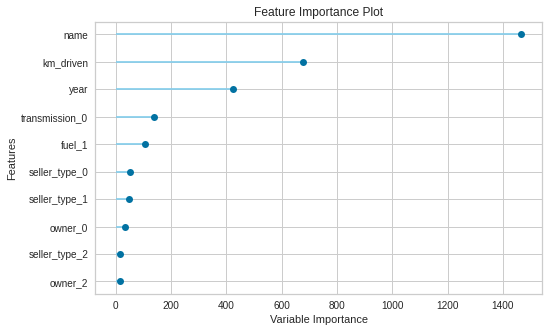 Feature Importance Plot
name
km_driven
year
transmission_0
fuel_1
seller_type_0
seller_type_1
owner_0
seller_type_2
owner_2
Features
0 200 400 600 800 1000 1200 1400
Variable Importance